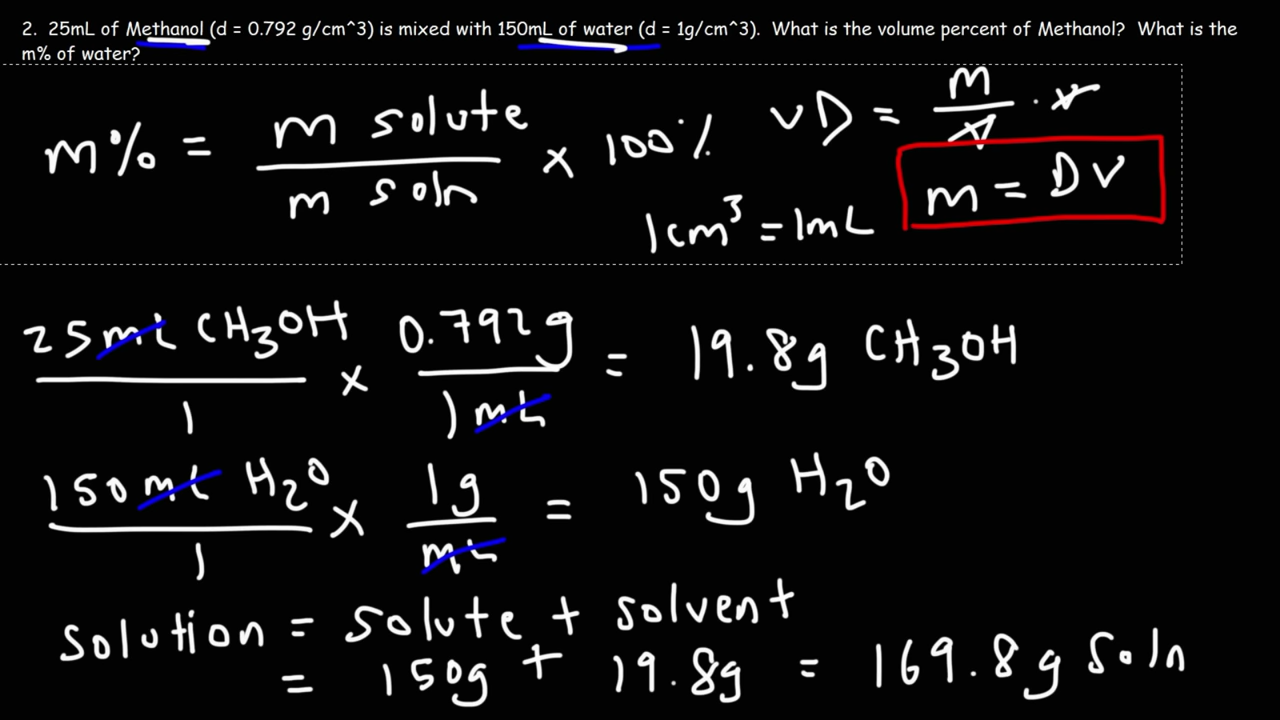 2. 25mL of Methanol (d = 0.792 g/cm^3) is mixed with 150mL of water (d = 1g/cm^3). What is the volume percent of Methanol? What is the
m% of water?
m% = m solute / m soln x 100%
vD = m / v · v
m = DV
1cm³ = 1mL
25mL CH₃OH / 1 x 0.792g / 1mL = 19.8g CH₃OH
150mL H₂O / 1 x 1g / mL = 150g H₂O
solution = solute + solvent
= 150g + 19.8g = 169.8g soln